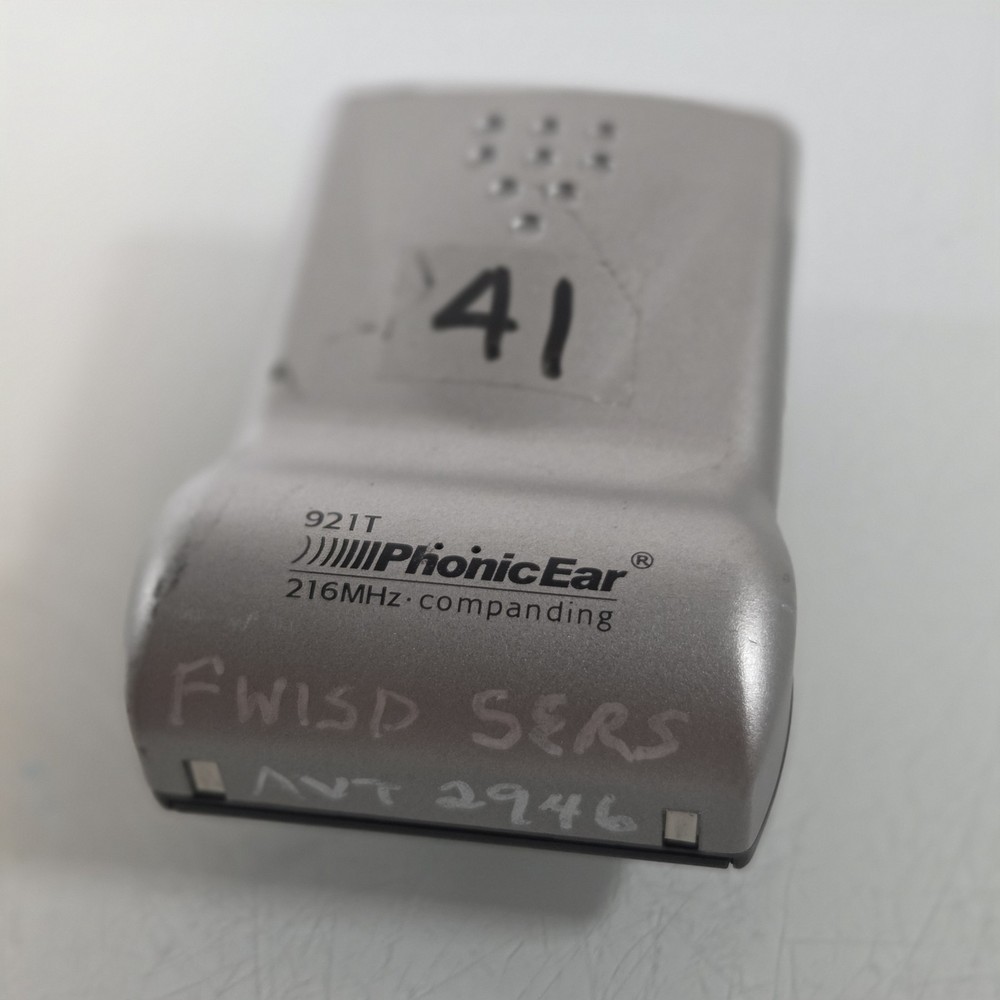 41
921T
PhonicEar®
216MHz·companding
FWISD SERS
AVT 2946